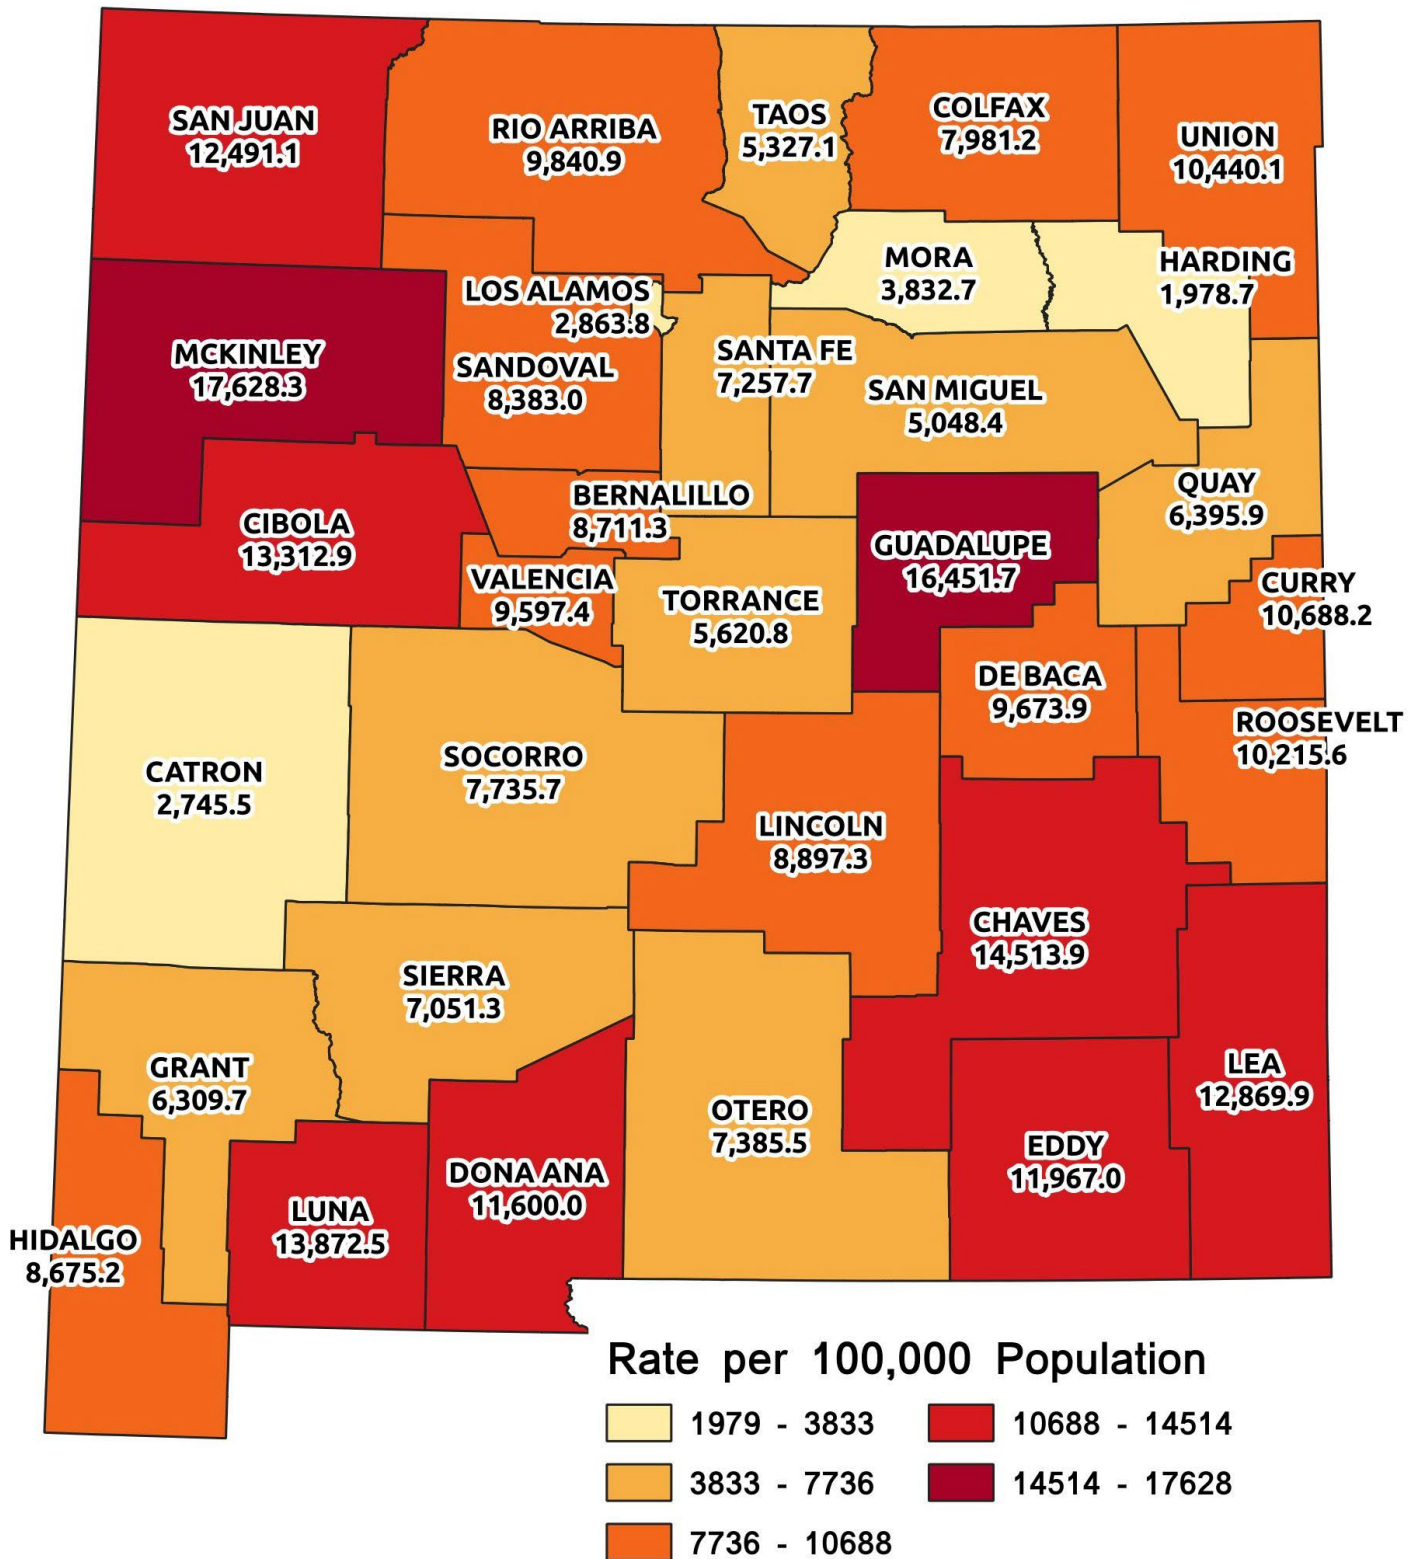 SAN JUAN
12,491.1
RIO ARRIBA
9,840.9
TAOS
5,327.1
COLFAX
7,981.2
UNION
10,440.1
MORA
3,832.7
HARDING
1,978.7
LOS ALAMOS
2,863.8
MCKINLEY
17,628.3
SANDOVAL
8,383.0
SANTA FE
7,257.7
SAN MIGUEL
5,048.4
QUAY
6,395.9
CIBOLA
13,312.9
BERNALILLO
8,711.3
GUADALUPE
16,451.7
VALENCIA
9,597.4
TORRANCE
5,620.8
CURRY
10,688.2
DE BACA
9,673.9
ROOSEVELT
10,215.6
CATRON
2,745.5
SOCORRO
7,735.7
LINCOLN
8,897.3
CHAVES
14,513.9
SIERRA
7,051.3
GRANT
6,309.7
LEA
12,869.9
OTERO
7,385.5
EDDY
11,967.0
DONA ANA
11,600.0
LUNA
13,872.5
HIDALGO
8,675.2
Rate per 100,000 Population
1979 - 3833
3833 - 7736
7736 - 10688
10688 - 14514
14514 - 17628